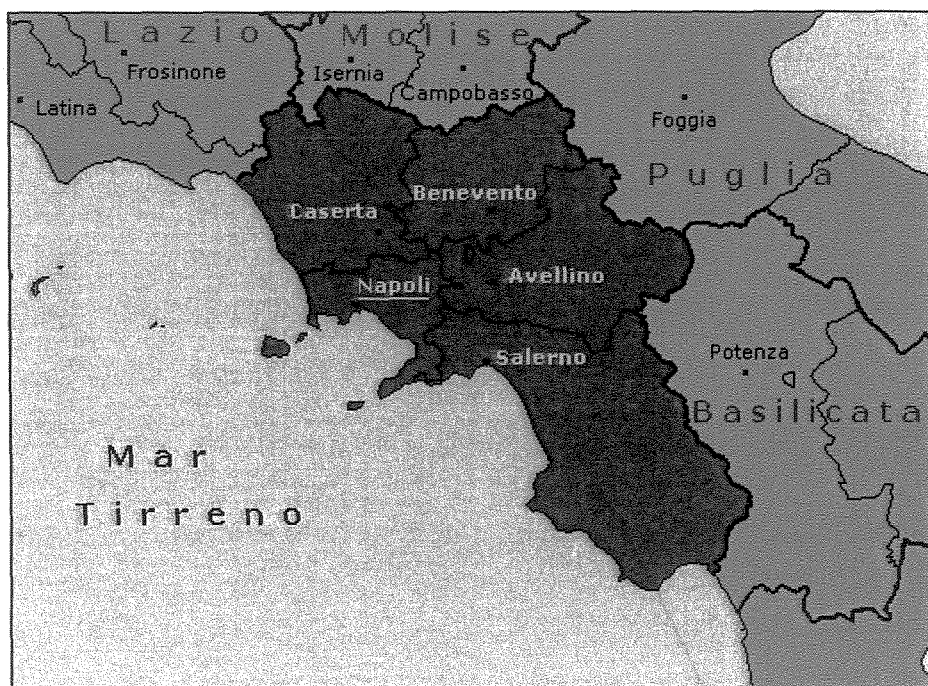 Lazio
Molise
Frosinone
Isernia
Campobasso
Latina
Foggia
Puglia
Benevento
Caserta
Avellino
Napoli
Salerno
Potenza
Basilicata
Mar
Tirreno